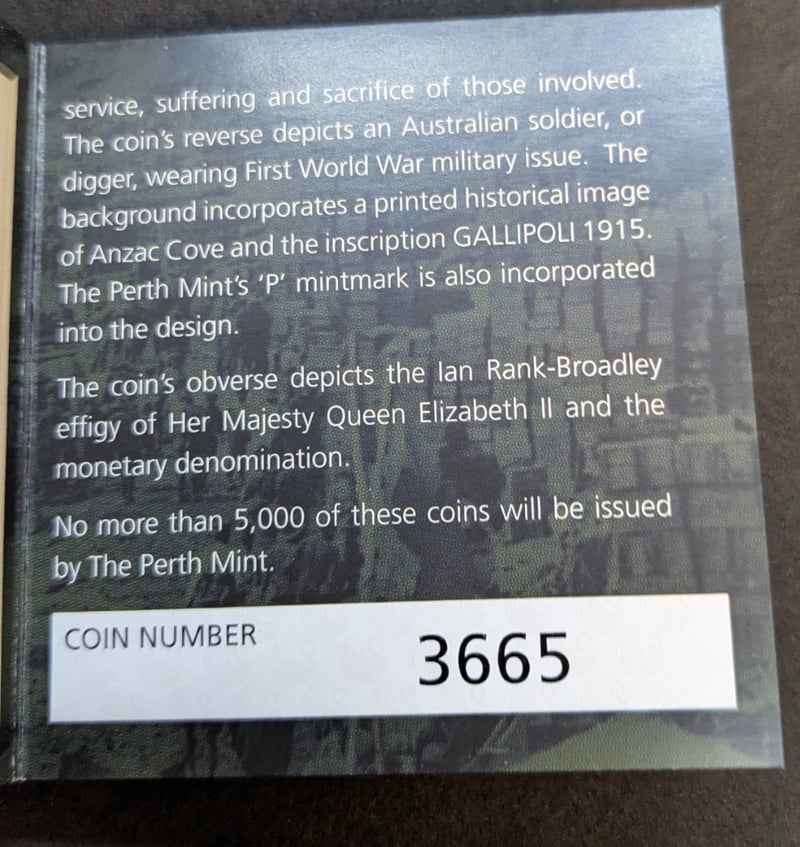 service, suffering and sacrifice of those involved.
The coin's reverse depicts an Australian soldier, or
digger, wearing First World War military issue. The
background incorporates a printed historical image
of Anzac Cove and the inscription GALLIPOLI 1915.
The Perth Mint's 'P' mintmark is also incorporated
into the design.
The coin's obverse depicts the Ian Rank-Broadley
effigy of Her Majesty Queen Elizabeth II and the
monetary denomination.
No more than 5,000 of these coins will be issued
by The Perth Mint.
COIN NUMBER 3665